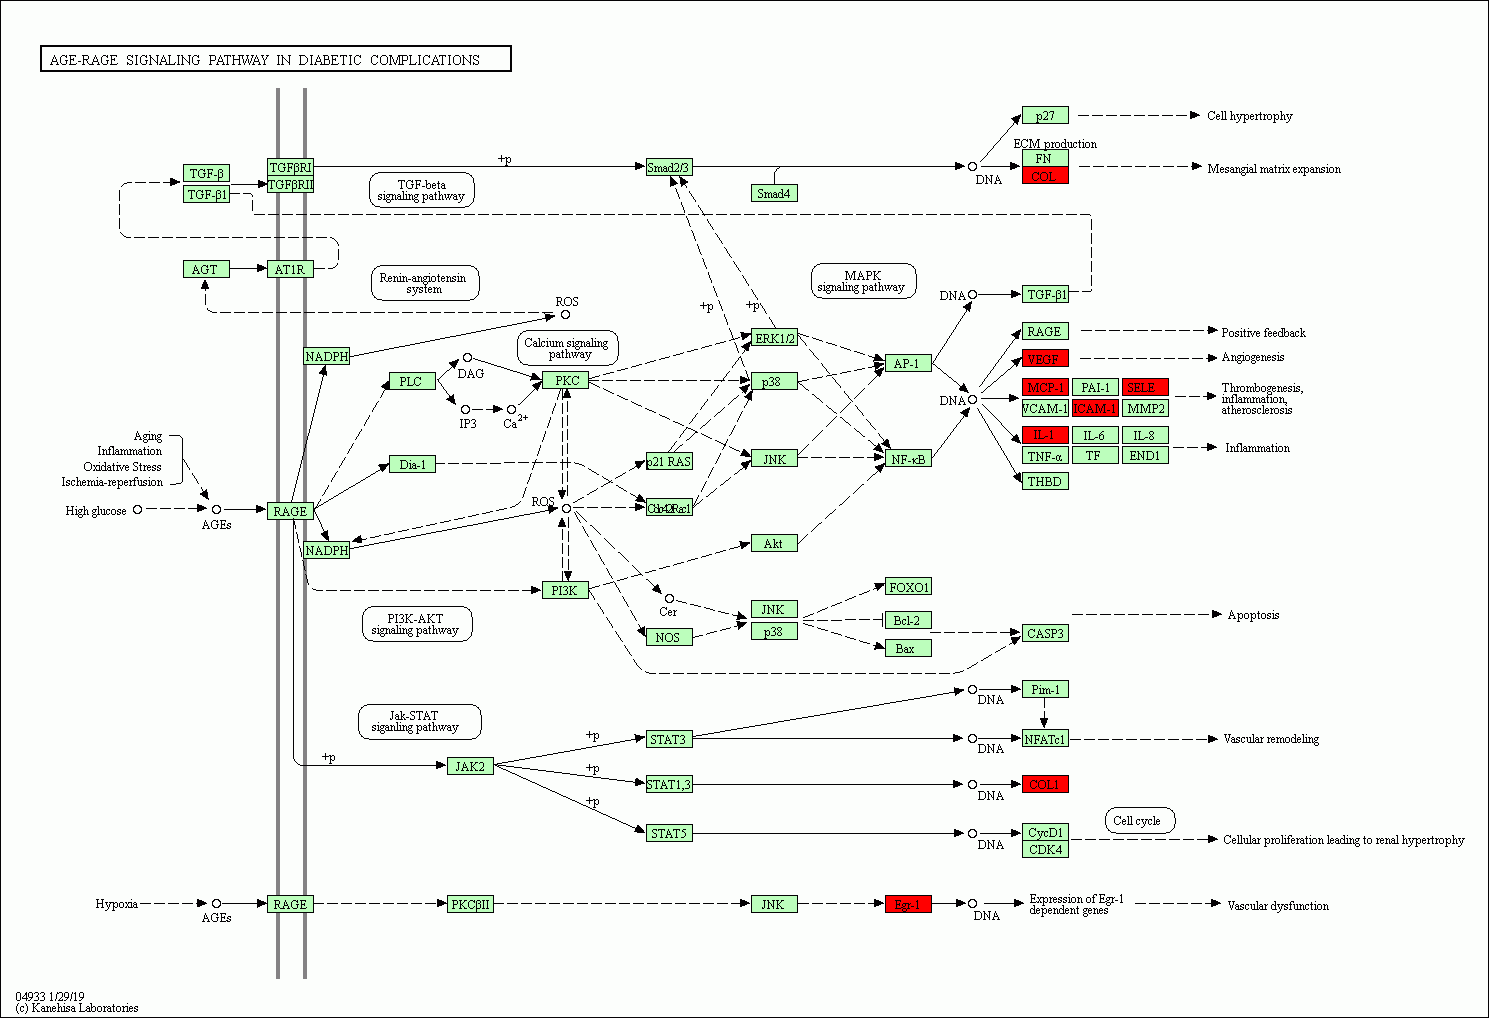 AGE-RAGE SIGNALING PATHWAY IN DIABETIC COMPLICATIONS
p27
Cell hypertrophy
ECM production
FN
COL
Mesangial matrix expansion
TGF-β
TGF-β1
TGFβRI
TGFβRII
+p
TGF-beta
signaling pathway
Smad2/3
Smad4
DNA
AGT
AT1R
Renin-angiotensin
system
MAPK
signaling pathway
DNA
TGF-β1
ROS
+p
+p
Calcium signaling
pathway
NADPH
DAG
PLC
PKC
IP3
Ca2+
ERK1/2
p38
AP-1
DNA
RAGE
Positive feedback
VEGF
Angiogenesis
MCP-1
PAI-1
SELE
VCAM-1
ICAM-1
MMP2
Thrombogenesis,
inflammation,
atherosclerosis
IL-1
IL-6
IL-8
TNF-α
TF
END1
Inflammation
THBD
Aging
Inflammation
Oxidative Stress
Ischemia-reperfusion
High glucose
AGEs
RAGE
Dia-1
NADPH
ROS
p21 RAS
JNK
NF-κB
Akt
PI3K
PI3K-AKT
signaling pathway
Cer
NOS
JNK
p38
FOXO1
Bcl-2
Bax
CASP3
Apoptosis
Jak-STAT
siganling pathway
+p
JAK2
+p
+p
+p
STAT3
STAT1,3
STAT5
DNA
Pim-1
DNA
NFATc1
Vascular remodeling
DNA
COL1
DNA
CycD1
CDK4
Cell cycle
Cellular proliferation leading to renal hypertrophy
Hypoxia
AGEs
RAGE
PKCβII
JNK
Egr-1
DNA
Expression of Egr-1
dependent genes
Vascular dysfunction
04933 1/29/19
(c) Kanehisa Laboratories